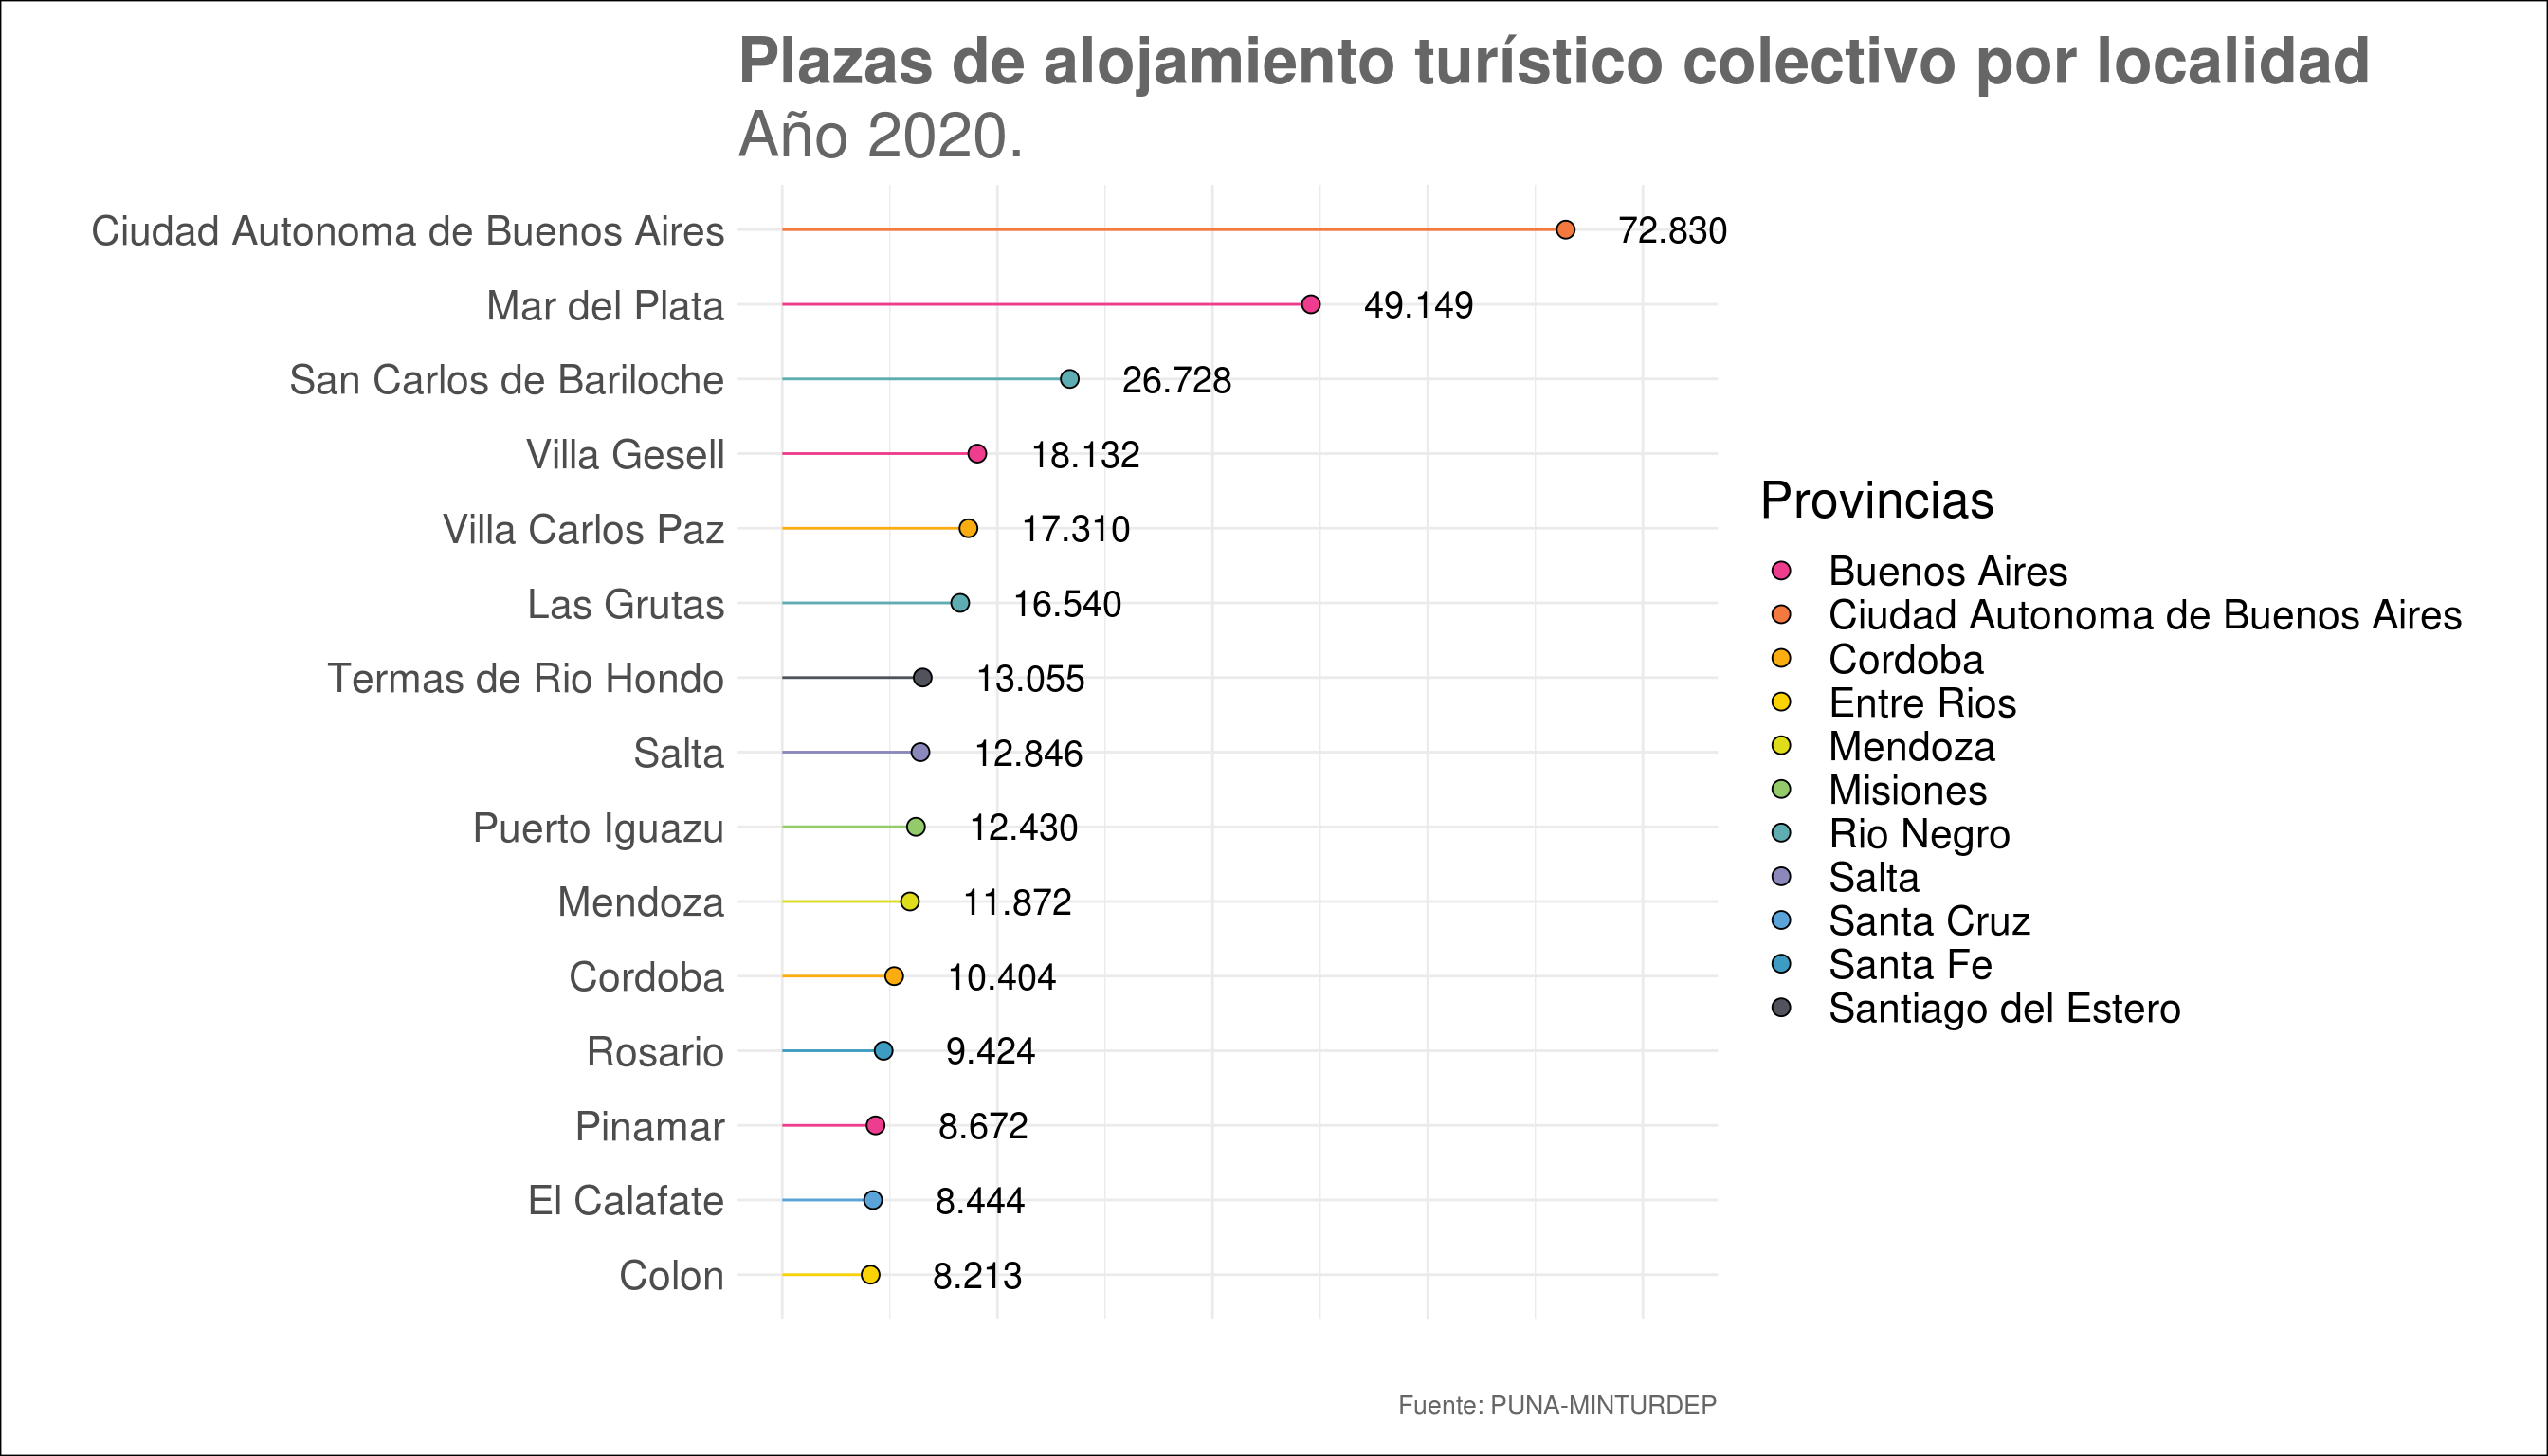 Plazas de alojamiento turístico colectivo por localidad
Año 2020.
Ciudad Autonoma de Buenos Aires 72.830
Mar del Plata 49.149
San Carlos de Bariloche 26.728
Villa Gesell 18.132
Villa Carlos Paz 17.310
Las Grutas 16.540
Termas de Rio Hondo 13.055
Salta 12.846
Puerto Iguazu 12.430
Mendoza 11.872
Cordoba 10.404
Rosario 9.424
Pinamar 8.672
El Calafate 8.444
Colon 8.213
Provincias
Buenos Aires
Ciudad Autonoma de Buenos Aires
Cordoba
Entre Rios
Mendoza
Misiones
Rio Negro
Salta
Santa Cruz
Santa Fe
Santiago del Estero
Fuente: PUNA-MINTURDEP